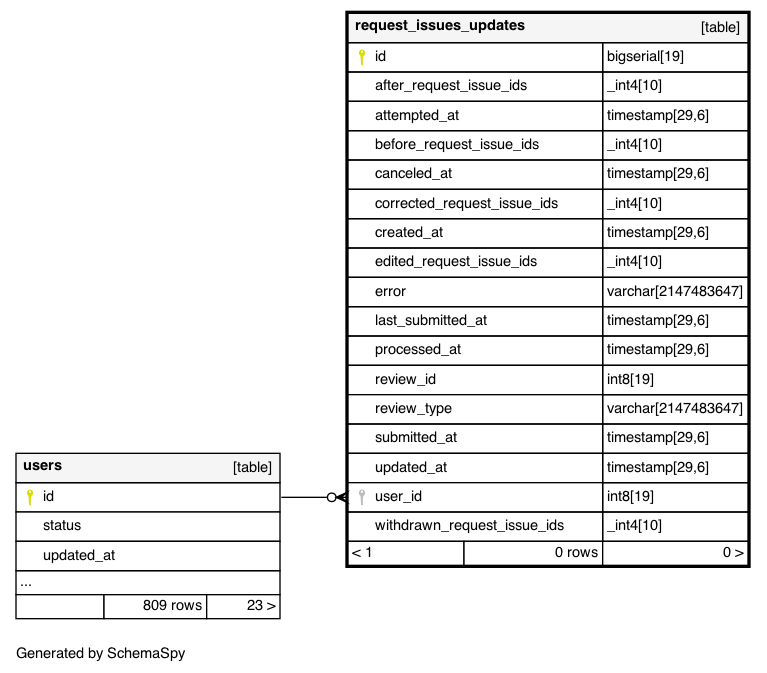 request_issues_updates [table]
id bigserial[19]
after_request_issue_ids _int4[10]
attempted_at timestamp[29,6]
before_request_issue_ids _int4[10]
canceled_at timestamp[29,6]
corrected_request_issue_ids _int4[10]
created_at timestamp[29,6]
edited_request_issue_ids _int4[10]
error varchar[2147483647]
last_submitted_at timestamp[29,6]
processed_at timestamp[29,6]
review_id int8[19]
review_type varchar[2147483647]
submitted_at timestamp[29,6]
updated_at timestamp[29,6]
user_id int8[19]
withdrawn_request_issue_ids _int4[10]
< 1 0 rows 0 >
users [table]
id
status
updated_at
...
809 rows 23 >
Generated by SchemaSpy